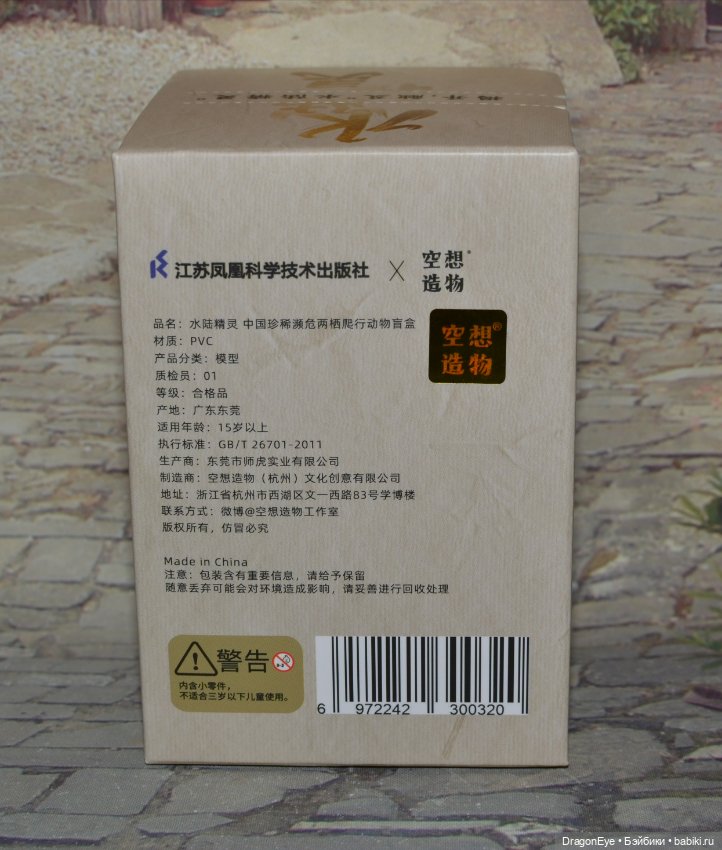 江苏凤凰科学技术出版社 × 空想®
造物
空想®
造物
品名：水陆精灵 中国珍稀濒危两栖爬行动物盲盒
材质：PVC
产品分类：模型
质检员：01
等级：合格品
产地：广东东莞
适用年龄：15岁以上
执行标准：GB/T 26701-2011
生产商：东莞市师虎实业有限公司
制造商：空想造物（杭州）文化创意有限公司
地址：浙江省杭州市西湖区文一西路83号学博楼
联系方式：微博@空想造物工作室
版权所有，仿冒必究
Made in China
注意：包装含有重要信息，请给予保留
随意丢弃可能会对环境造成影响，请妥善进行回收处理
警告 0-3
内含小零件，
不适合三岁以下儿童使用。
6 972242 300320
DragonEye • Бэйбики • babiki.ru